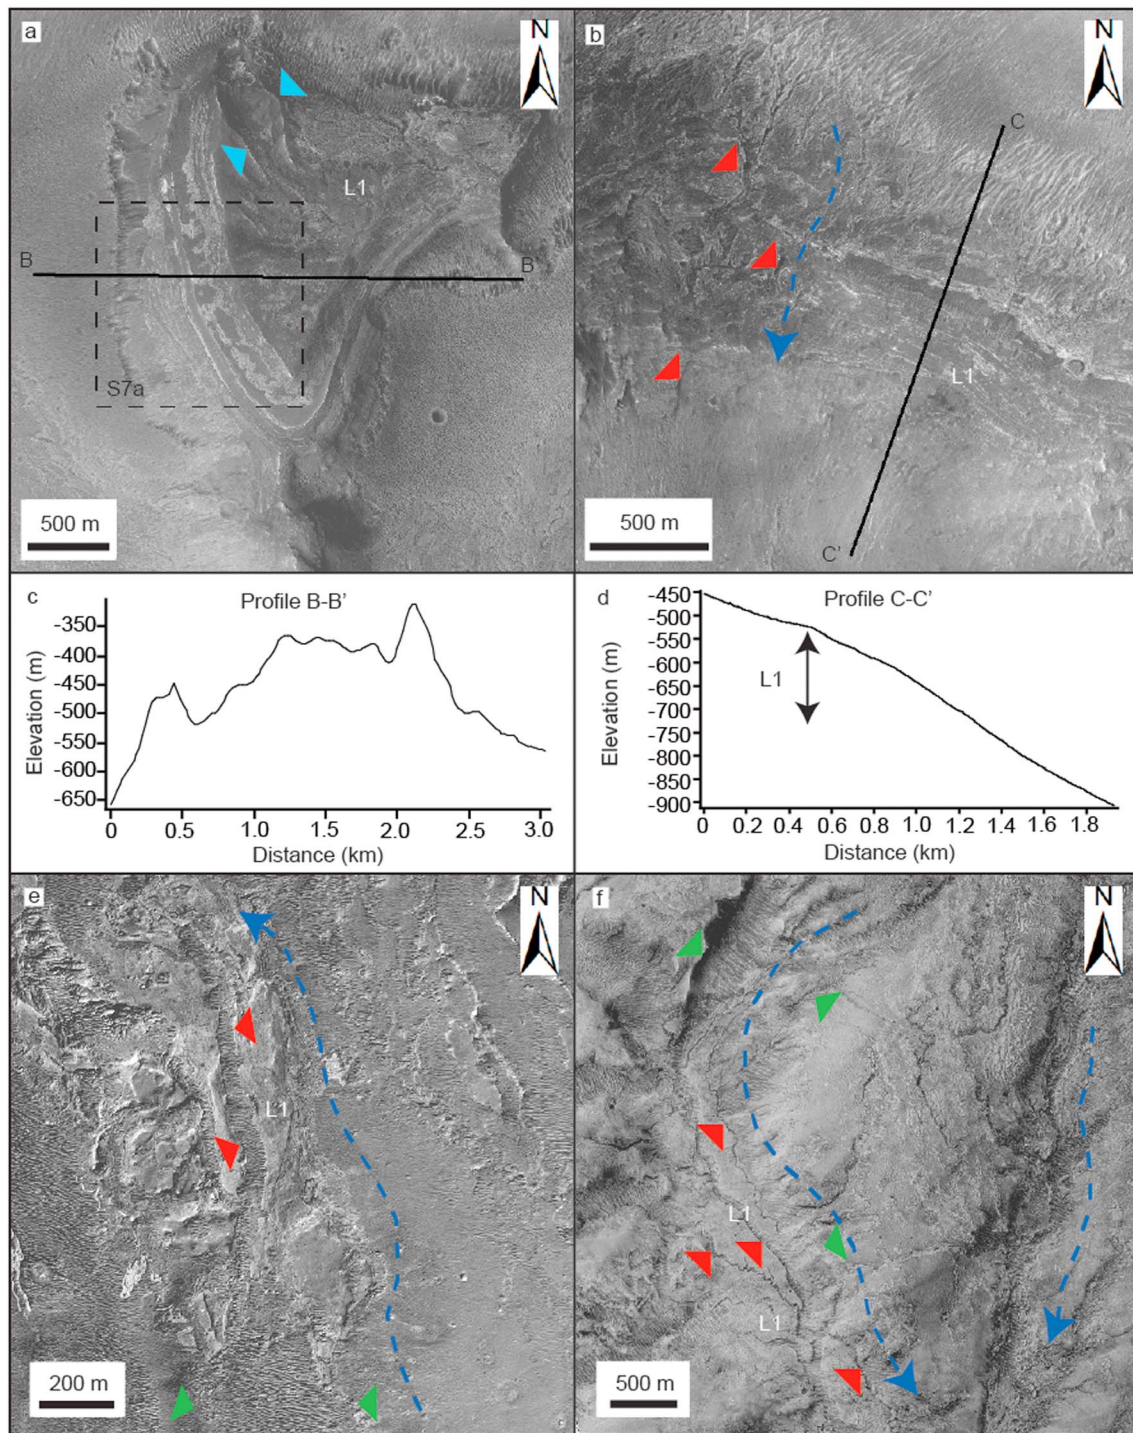 a
N
L1
B
B'
S7a
500 m
b
N
C
L1
C'
500 m
c
Profile B-B'
Elevation (m)
-350
-400
-450
-500
-550
-600
-650
0 0.5 1.0 1.5 2.0 2.5 3.0
Distance (km)
d
Profile C-C'
Elevation (m)
-450
-500
-550
-600
-650
-700
-750
-800
-850
-900
L1
0 0.2 0.4 0.6 0.8 1.0 1.2 1.4 1.6 1.8
Distance (km)
e
N
L1
200 m
f
N
L1
L1
500 m